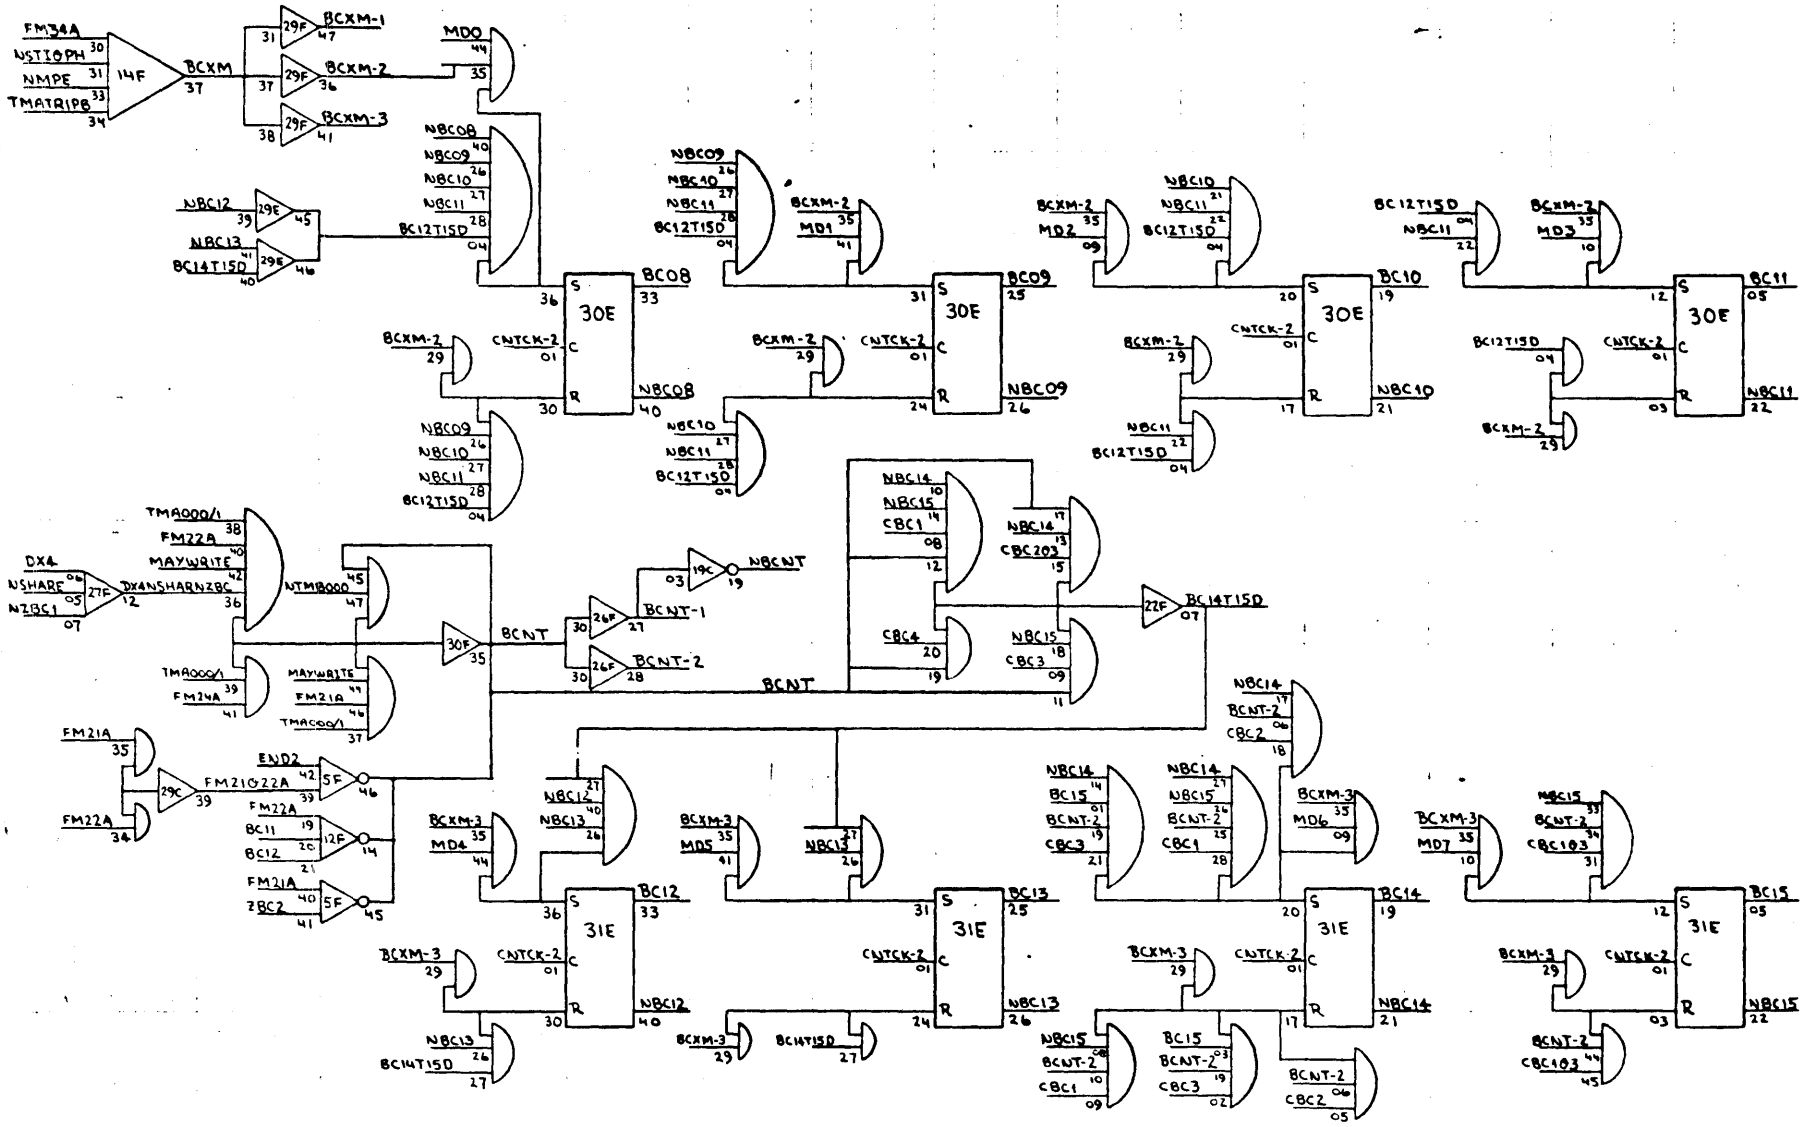 FM34A
30
NSTIOPH
31
NMPE
33
TMATRIPB
34
14F
BCXM
37
31
29F
BCXM-1
47
37
29F
BCXM-2
36
38
29F
BCXM-3
41
MD0
44
35
NBC08
40
NBC09
26
NBC10
27
NBC11
28
BC12T15D
04
NBC12
39
29E
45
NBC13
41
BC14T15D
40
29E
46
36
S
BC08
33
30E
CNTCK-2
01
C
BCXM-2
29
30
R
NBC08
40
NBC09
26
NBC10
27
NBC11
28
BC12T15D
04
NBC09
26
NBC10
27
NBC11
28
BC12T15D
04
BCXM-2
35
MD1
41
31
S
BC09
25
30E
CNTCK-2
01
C
BCXM-2
29
24
R
NBC09
26
NBC10
27
NBC11
28
BC12T15D
04
BCXM-2
35
MD2
09
NBC10
21
NBC11
22
BC12T15D
04
20
S
BC10
19
30E
CNTCK-2
01
C
BCXM-2
29
17
R
NBC10
21
NBC11
22
BC12T15D
04
BC12T15D
04
NBC11
22
BCXM-2
35
MD3
10
12
S
BC11
05
30E
CNTCK-2
01
C
BC12T15D
04
03
R
NBC11
22
BCXM-2
29
TMA000/1
38
FM22A
40
MAYWRITE
42
DX4
06
NSHARE
05
NZBC1
07
27F
DX4NSHARNZBC
12
36
45
NTMB000
47
TMA000/1
39
FM24A
41
MAYWRITE
49
FM21A
46
TMAC00/1
37
30F
35
BCNT
30
26F
BCNT-1
27
30
26F
BCNT-2
28
03
19C
19
NBCNT
BCNT
NBC14
10
NBC15
14
CBC1
08
12
17
NBC14
13
CBC203
15
CBC4
20
19
NBC15
18
CBC3
09
11
22F
BC14T15D
07
FM21A
35
FM22A
34
29C
39
FM21O22A
END2
42
39
5F
46
FM22A
19
BC11
20
BC12
21
12F
14
FM21A
40
ZBC2
41
5F
45
BCXM-3
35
MD4
44
27
NBC12
40
NBC13
26
36
S
BC12
33
31E
CNTCK-2
01
C
BCXM-3
29
30
R
NBC12
40
NBC13
26
BC14T15D
27
BCXM-3
35
MD5
41
27
NBC13
26
31
S
BC13
25
31E
CNTCK-2
01
C
24
R
NBC13
26
BCXM-3
29
BC14T15D
27
NBC14
17
BCNT-2
06
CBC2
18
NBC14
14
BC15
01
BCNT-2
19
CBC3
21
NBC14
27
NBC15
26
BCNT-2
25
CBC1
28
BCXM-3
35
MD6
09
20
S
BC14
19
31E
CNTCK-2
01
C
BCXM-3
29
17
R
NBC14
21
NBC15
08
BCNT-2
10
CBC1
09
BC15
03
BCNT-2
19
CBC3
02
BCNT-2
06
CBC2
05
BCXM-3
35
MD7
10
NBC15
33
BCNT-2
34
CBC103
31
12
S
BC15
05
31E
CNTCK-2
01
C
BCXM-3
29
03
R
NBC15
22
BCNT-2
44
CBC103
45